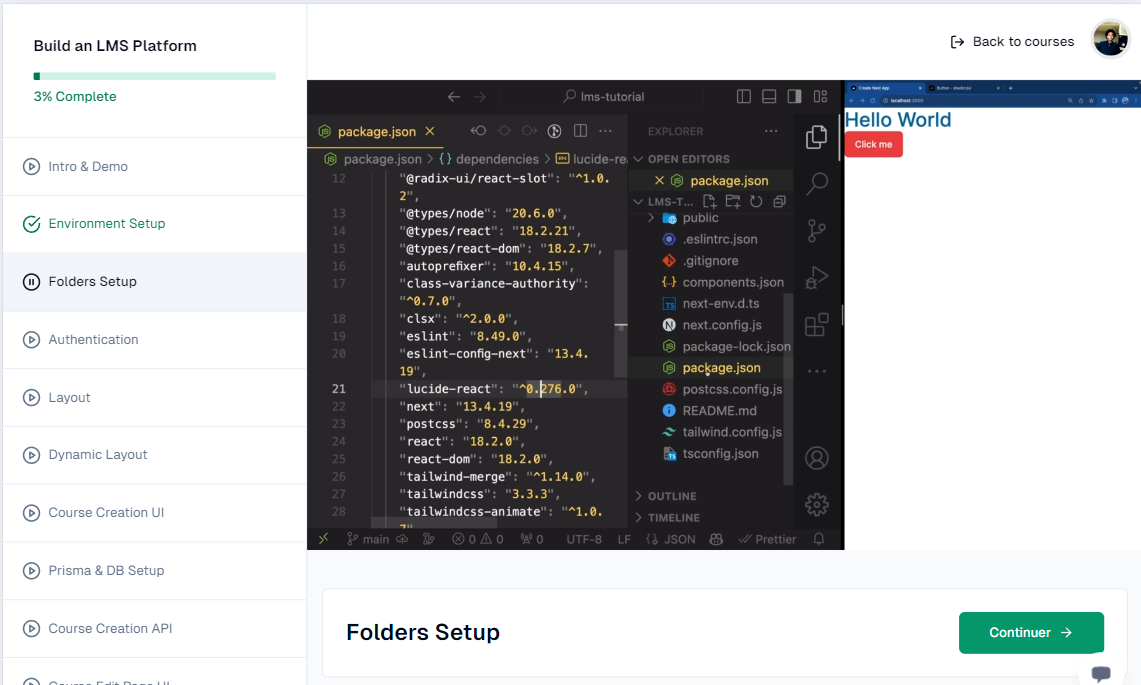 Build an LMS Platform
3% Complete
Intro & Demo
Environment Setup
Folders Setup
Authentication
Layout
Dynamic Layout
Course Creation UI
Prisma & DB Setup
Course Creation API
Course Edit Page UI
Back to courses
lms-tutorial
package.json
package.json > {} dependencies > lucide-re
12 "@radix-ui/react-slot": "^1.0.
2",
13 "@types/node": "20.6.0",
14 "@types/react": "18.2.21",
15 "@types/react-dom": "18.2.7",
16 "autoprefixer": "10.4.15",
17 "class-variance-authority":
"^0.7.0",
18 "clsx": "^2.0.0",
19 "eslint": "8.49.0",
20 "eslint-config-next": "13.4.
19",
21 "lucide-react": "^0.276.0",
22 "next": "13.4.19",
23 "postcss": "8.4.29",
24 "react": "18.2.0",
25 "react-dom": "18.2.0",
26 "tailwind-merge": "^1.14.0",
27 "tailwindcss": "3.3.3",
28 "tailwindcss-animate": "^1.0.
7",
EXPLORER
OPEN EDITORS
package.json
LMS-T...
public
.eslintrc.json
.gitignore
components.json
next-env.d.ts
next.config.js
package-lock.json
package.json
postcss.config.js
README.md
tailwind.config.js
tsconfig.json
OUTLINE
TIMELINE
main 0 0 0 UTF-8 LF JSON Prettier
Create Next App
localhost:3000
Hello World
Click me
Folders Setup
Continuer